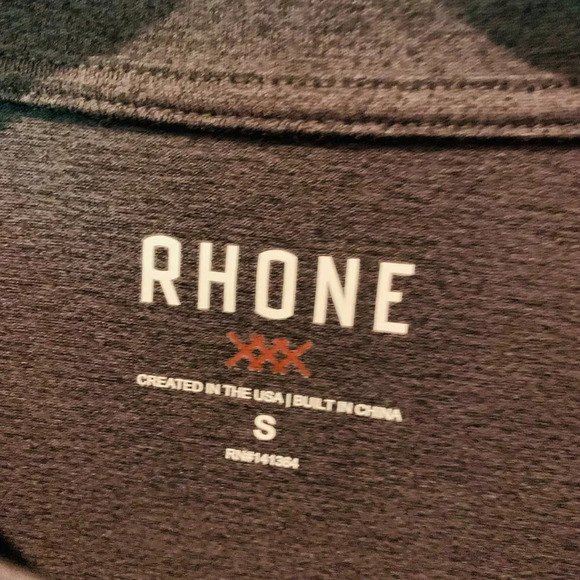 RHONE
CREATED IN THE USA | BUILT IN CHINA
S
RN#141384